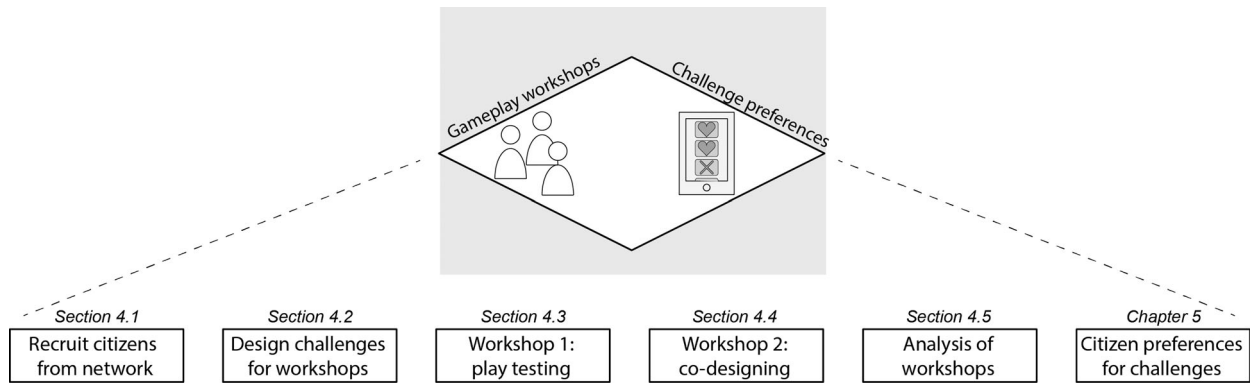 Gameplay workshops
Challenge preferences
Section 4.1
Recruit citizens
from network
Section 4.2
Design challenges
for workshops
Section 4.3
Workshop 1:
play testing
Section 4.4
Workshop 2:
co-designing
Section 4.5
Analysis of
workshops
Chapter 5
Citizen preferences
for challenges